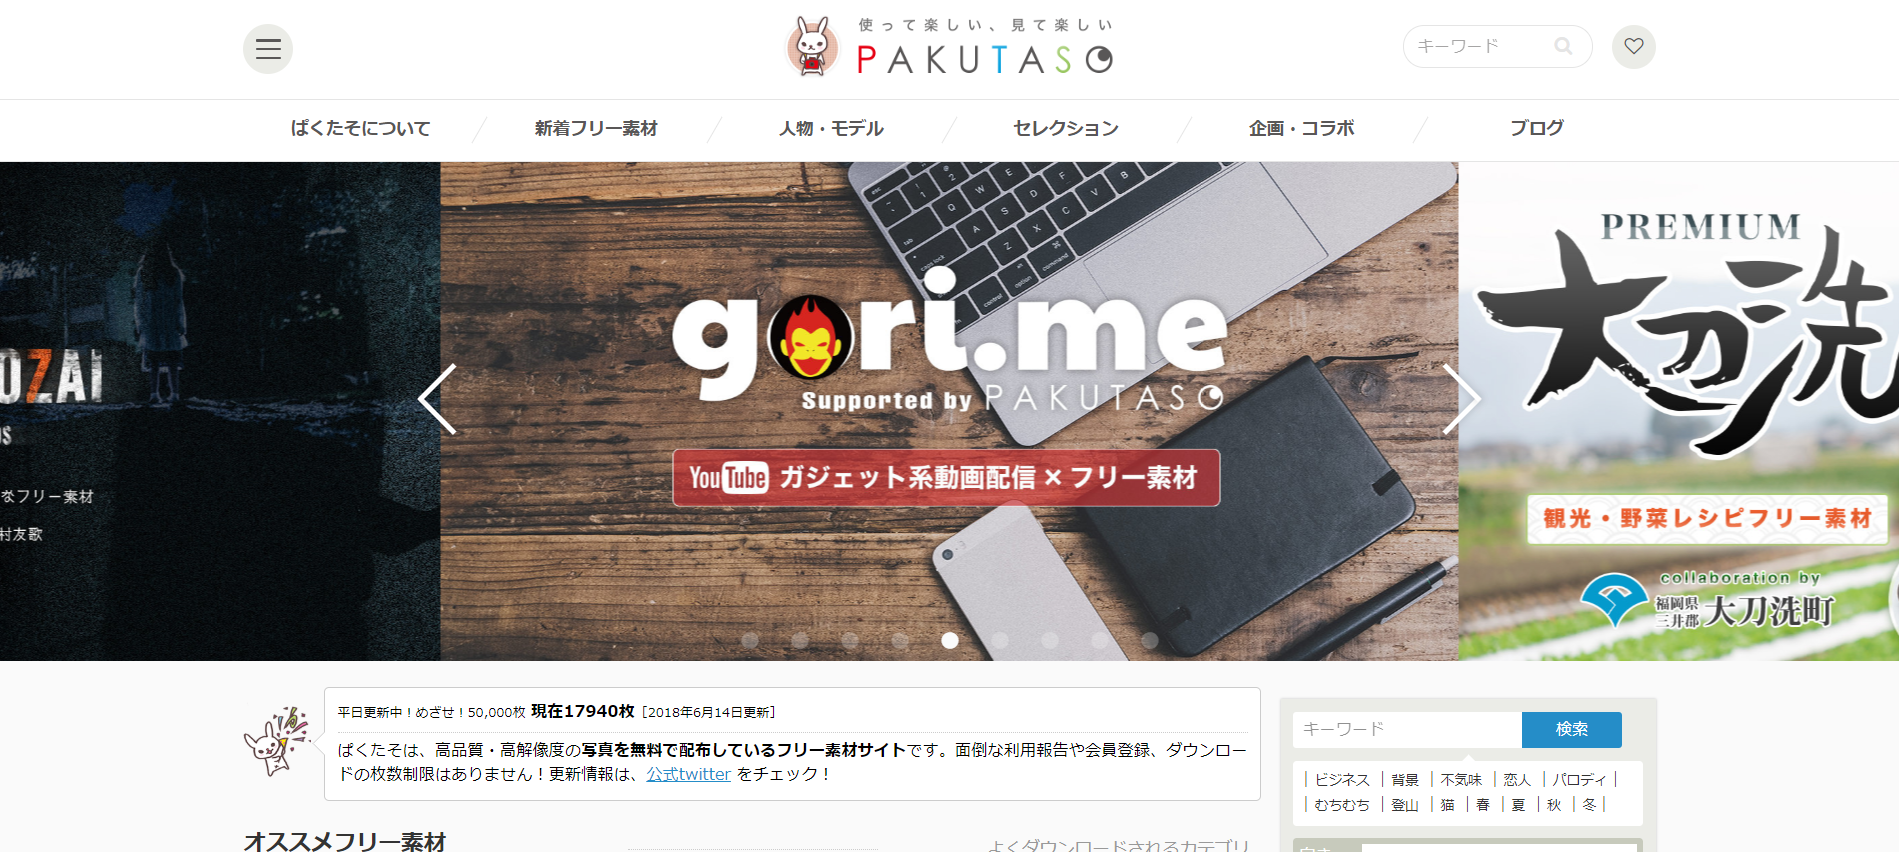 使って楽しい、見て楽しい
PAKUTASO
キーワード
ぱくたそについて
新着フリー素材
人物・モデル
セレクション
企画・コラボ
ブログ
OZAI
なフリー素材
村友歌
gori.me
Supported by PAKUTASO
YouTube ガジェット系動画配信 × フリー素材
PREMIUM
大刀洗
観光・野菜レシピフリー素材
collaboration by
福岡県
三井郡 大刀洗町
平日更新中！めざせ！50,000枚 現在17940枚［2018年6月14日更新］
ぱくたそは、高品質・高解像度の写真を無料で配布しているフリー素材サイトです。面倒な利用報告や会員登録、ダウンロー
ドの枚数制限はありません！更新情報は、公式twitter をチェック！
キーワード 検索
ビジネス | 背景 | 不気味 | 恋人 | パロディ |
むちむち | 登山 | 猫 | 春 | 夏 | 秋 | 冬 |
オススメフリー素材
よくダウンロードされるカテゴリ